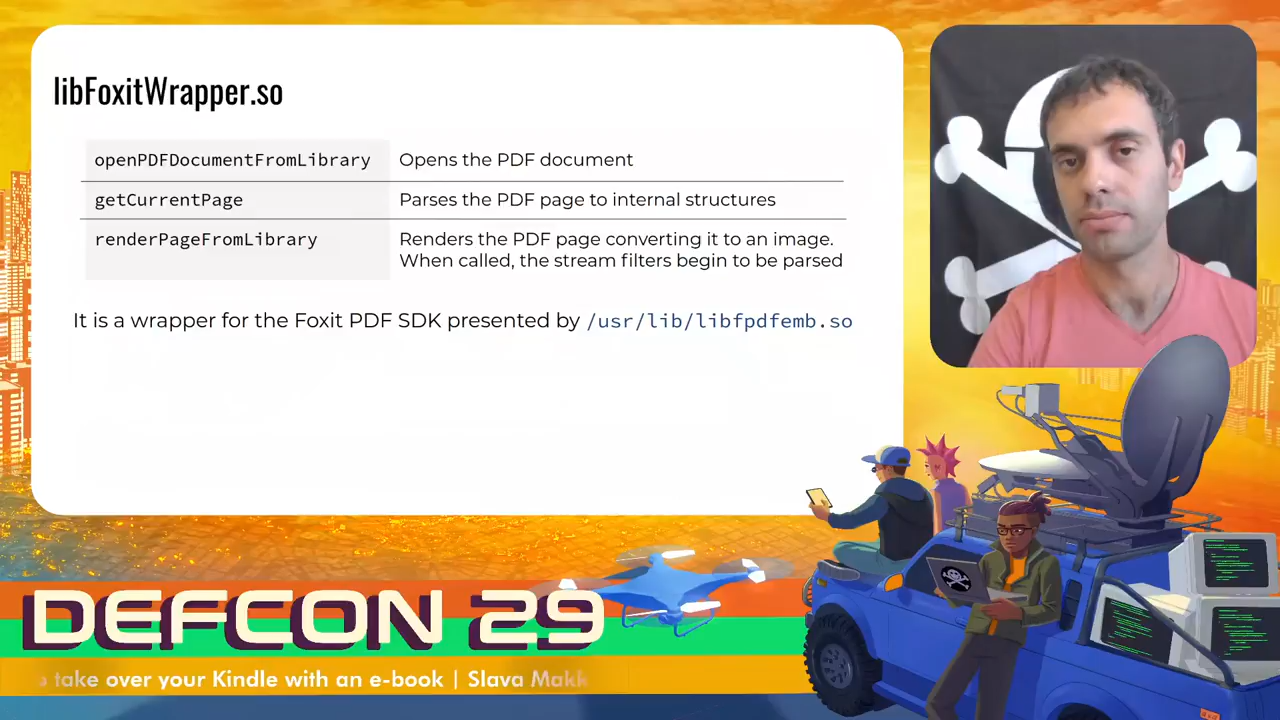 libFoxitWrapper.so
openPDFDocumentFromLibrary Opens the PDF document
getCurrentPage Parses the PDF page to internal structures
renderPageFromLibrary Renders the PDF page converting it to an image.
When called, the stream filters begin to be parsed
It is a wrapper for the Foxit PDF SDK presented by /usr/lib/libfpdfemb.so
DEFCON 29
take over your Kindle with an e-book | Slava Makk